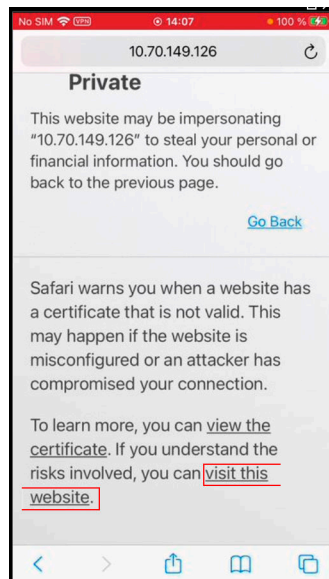 No SIM VPN 14:07 100 %
10.70.149.126
Private
This website may be impersonating
“10.70.149.126” to steal your personal or
financial information. You should go
back to the previous page.
Go Back
Safari warns you when a website has
a certificate that is not valid. This
may happen if the website is
misconfigured or an attacker has
compromised your connection.
To learn more, you can view the
certificate. If you understand the
risks involved, you can visit this
website.